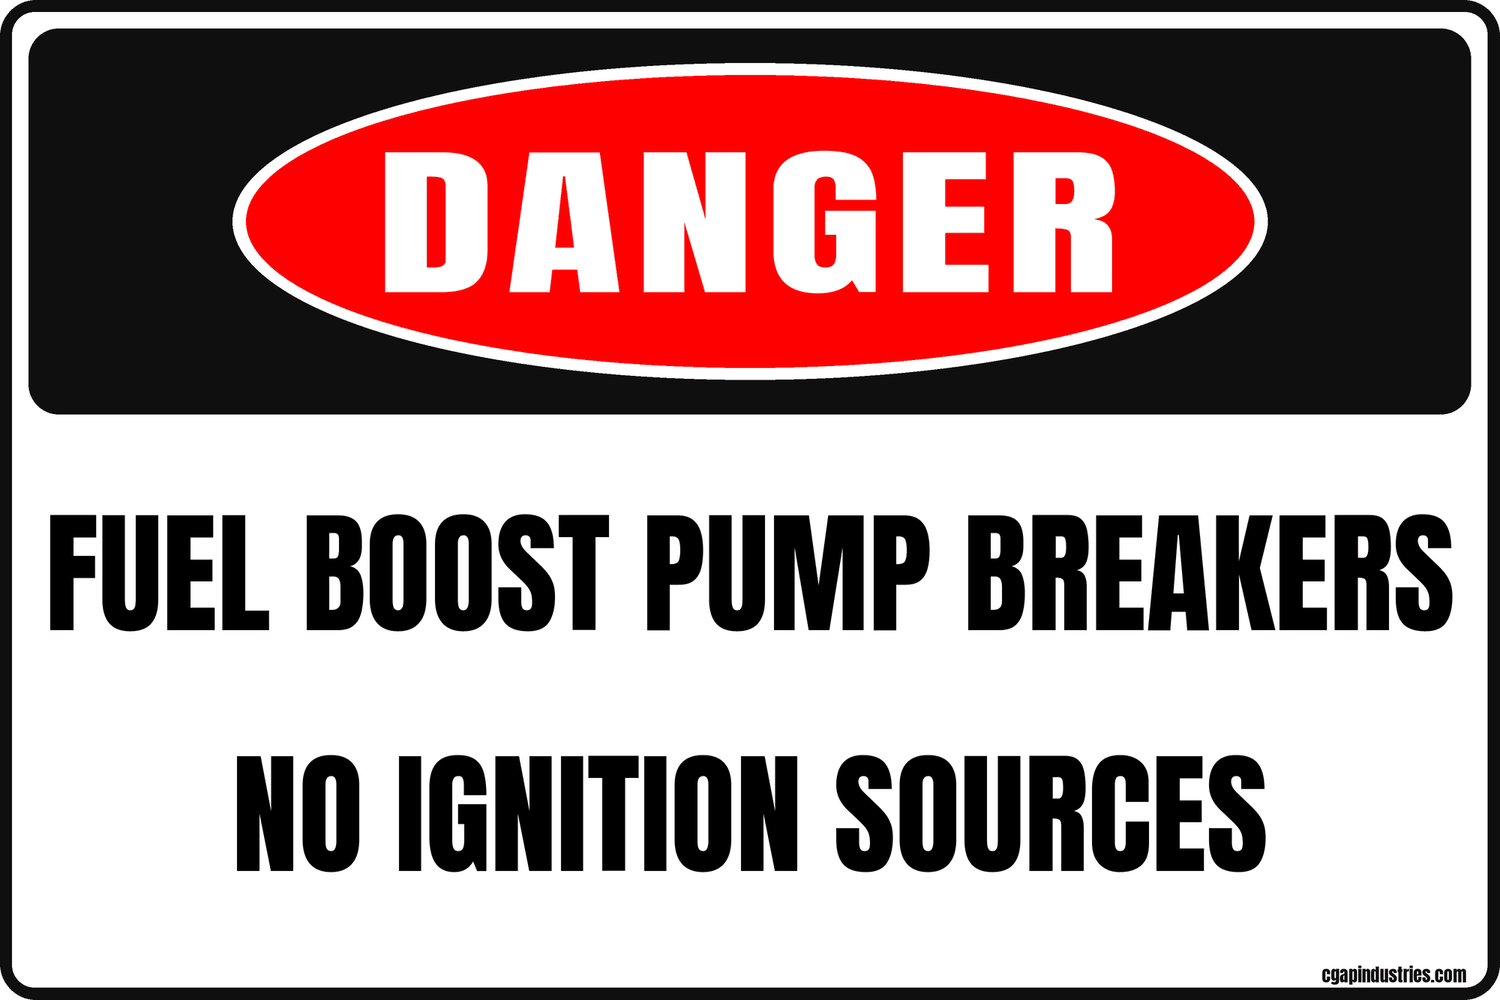 DANGER
FUEL BOOST PUMP BREAKERS
NO IGNITION SOURCES
cgapindustries.com